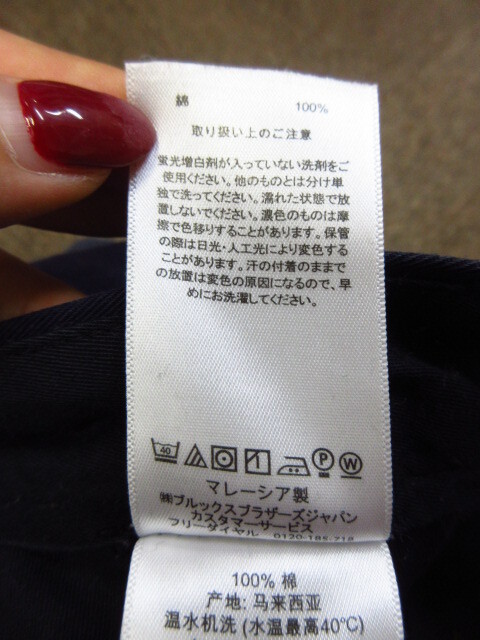 綿 100%
取り扱い上のご注意
蛍光増白剤が入っていない洗剤をご
使用ください。他のものとは分け単
独で洗ってください。濡れた状態で放
置しないでください。濃色のものは摩
擦で色移りすることがあります。保管
の際は日光・人工光により変色する
ことがあります。汗の付着のままで
の放置は変色の原因になるので、早
めにお洗濯してください。
40 P W
マレーシア製
㈱ブルックスブラザーズジャパン
カスタマーサービス
フリーダイヤル 0120-185-718
100% 棉
产地: 马来西亚
温水机洗 (水温最高40°C)